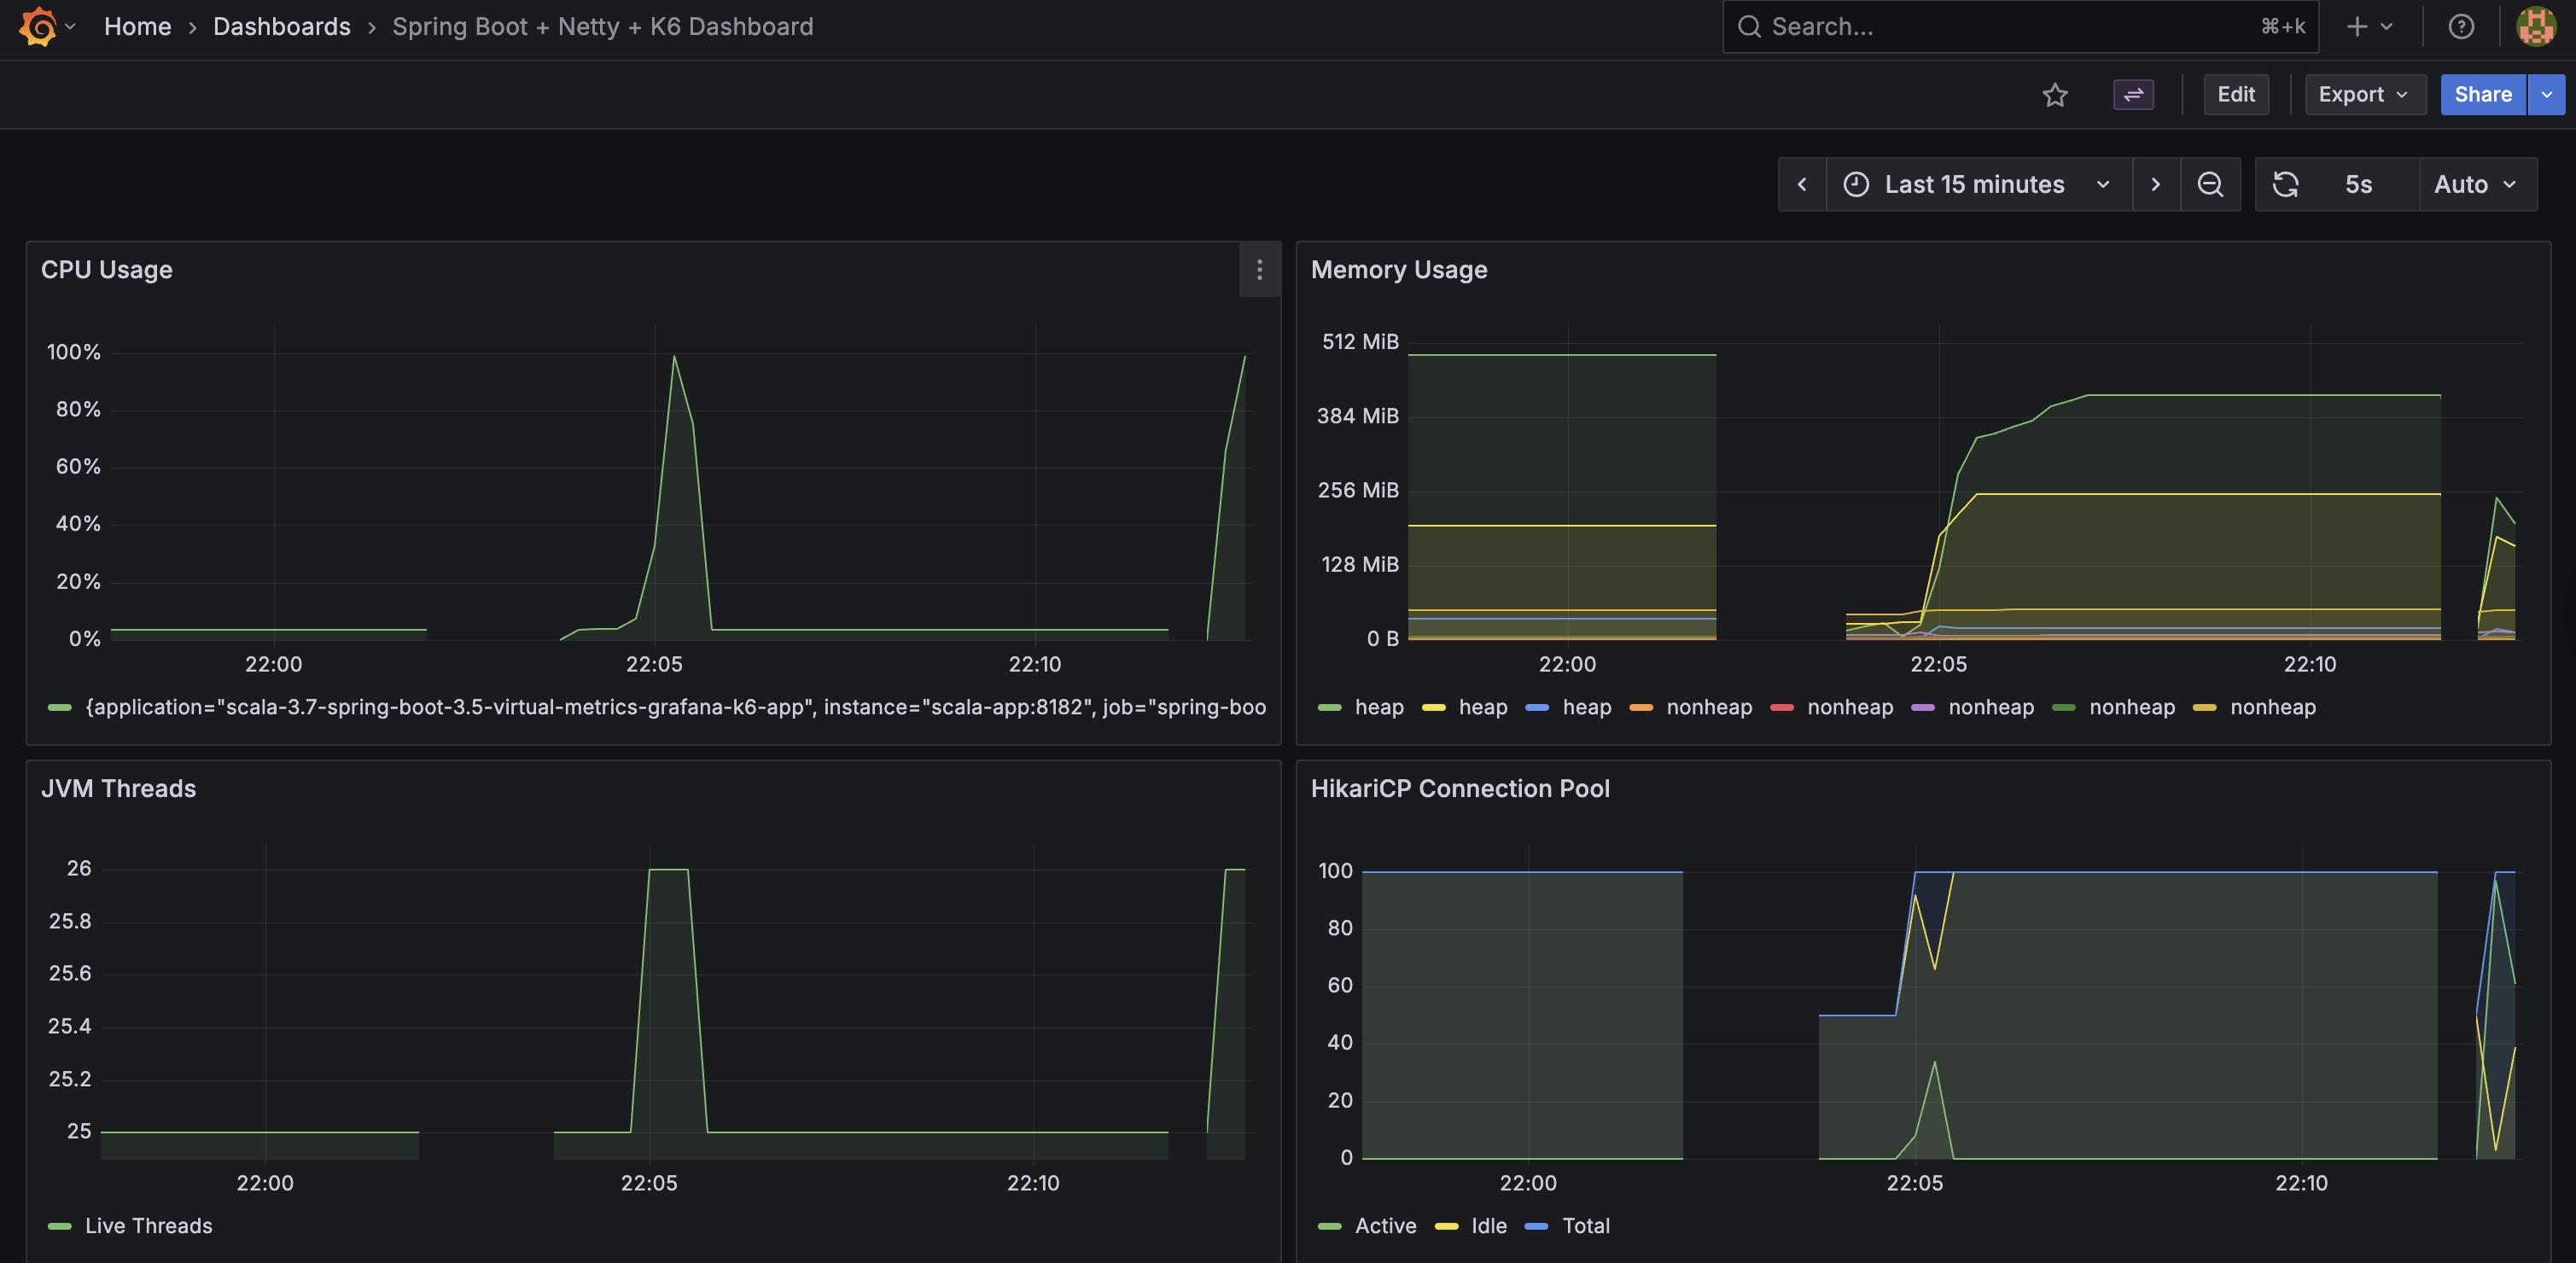 Home > Dashboards > Spring Boot + Netty + K6 Dashboard
Search... ⌘+k
Edit Export Share
Last 15 minutes 5s Auto
CPU Usage
100%
80%
60%
40%
20%
0%
22:00 22:05 22:10
{application="scala-3.7-spring-boot-3.5-virtual-metrics-grafana-k6-app", instance="scala-app:8182", job="spring-boo
Memory Usage
512 MiB
384 MiB
256 MiB
128 MiB
0 B
22:00 22:05 22:10
heap heap heap nonheap nonheap nonheap nonheap nonheap
JVM Threads
26
25.8
25.6
25.4
25.2
25
22:00 22:05 22:10
Live Threads
HikariCP Connection Pool
100
80
60
40
20
0
22:00 22:05 22:10
Active Idle Total